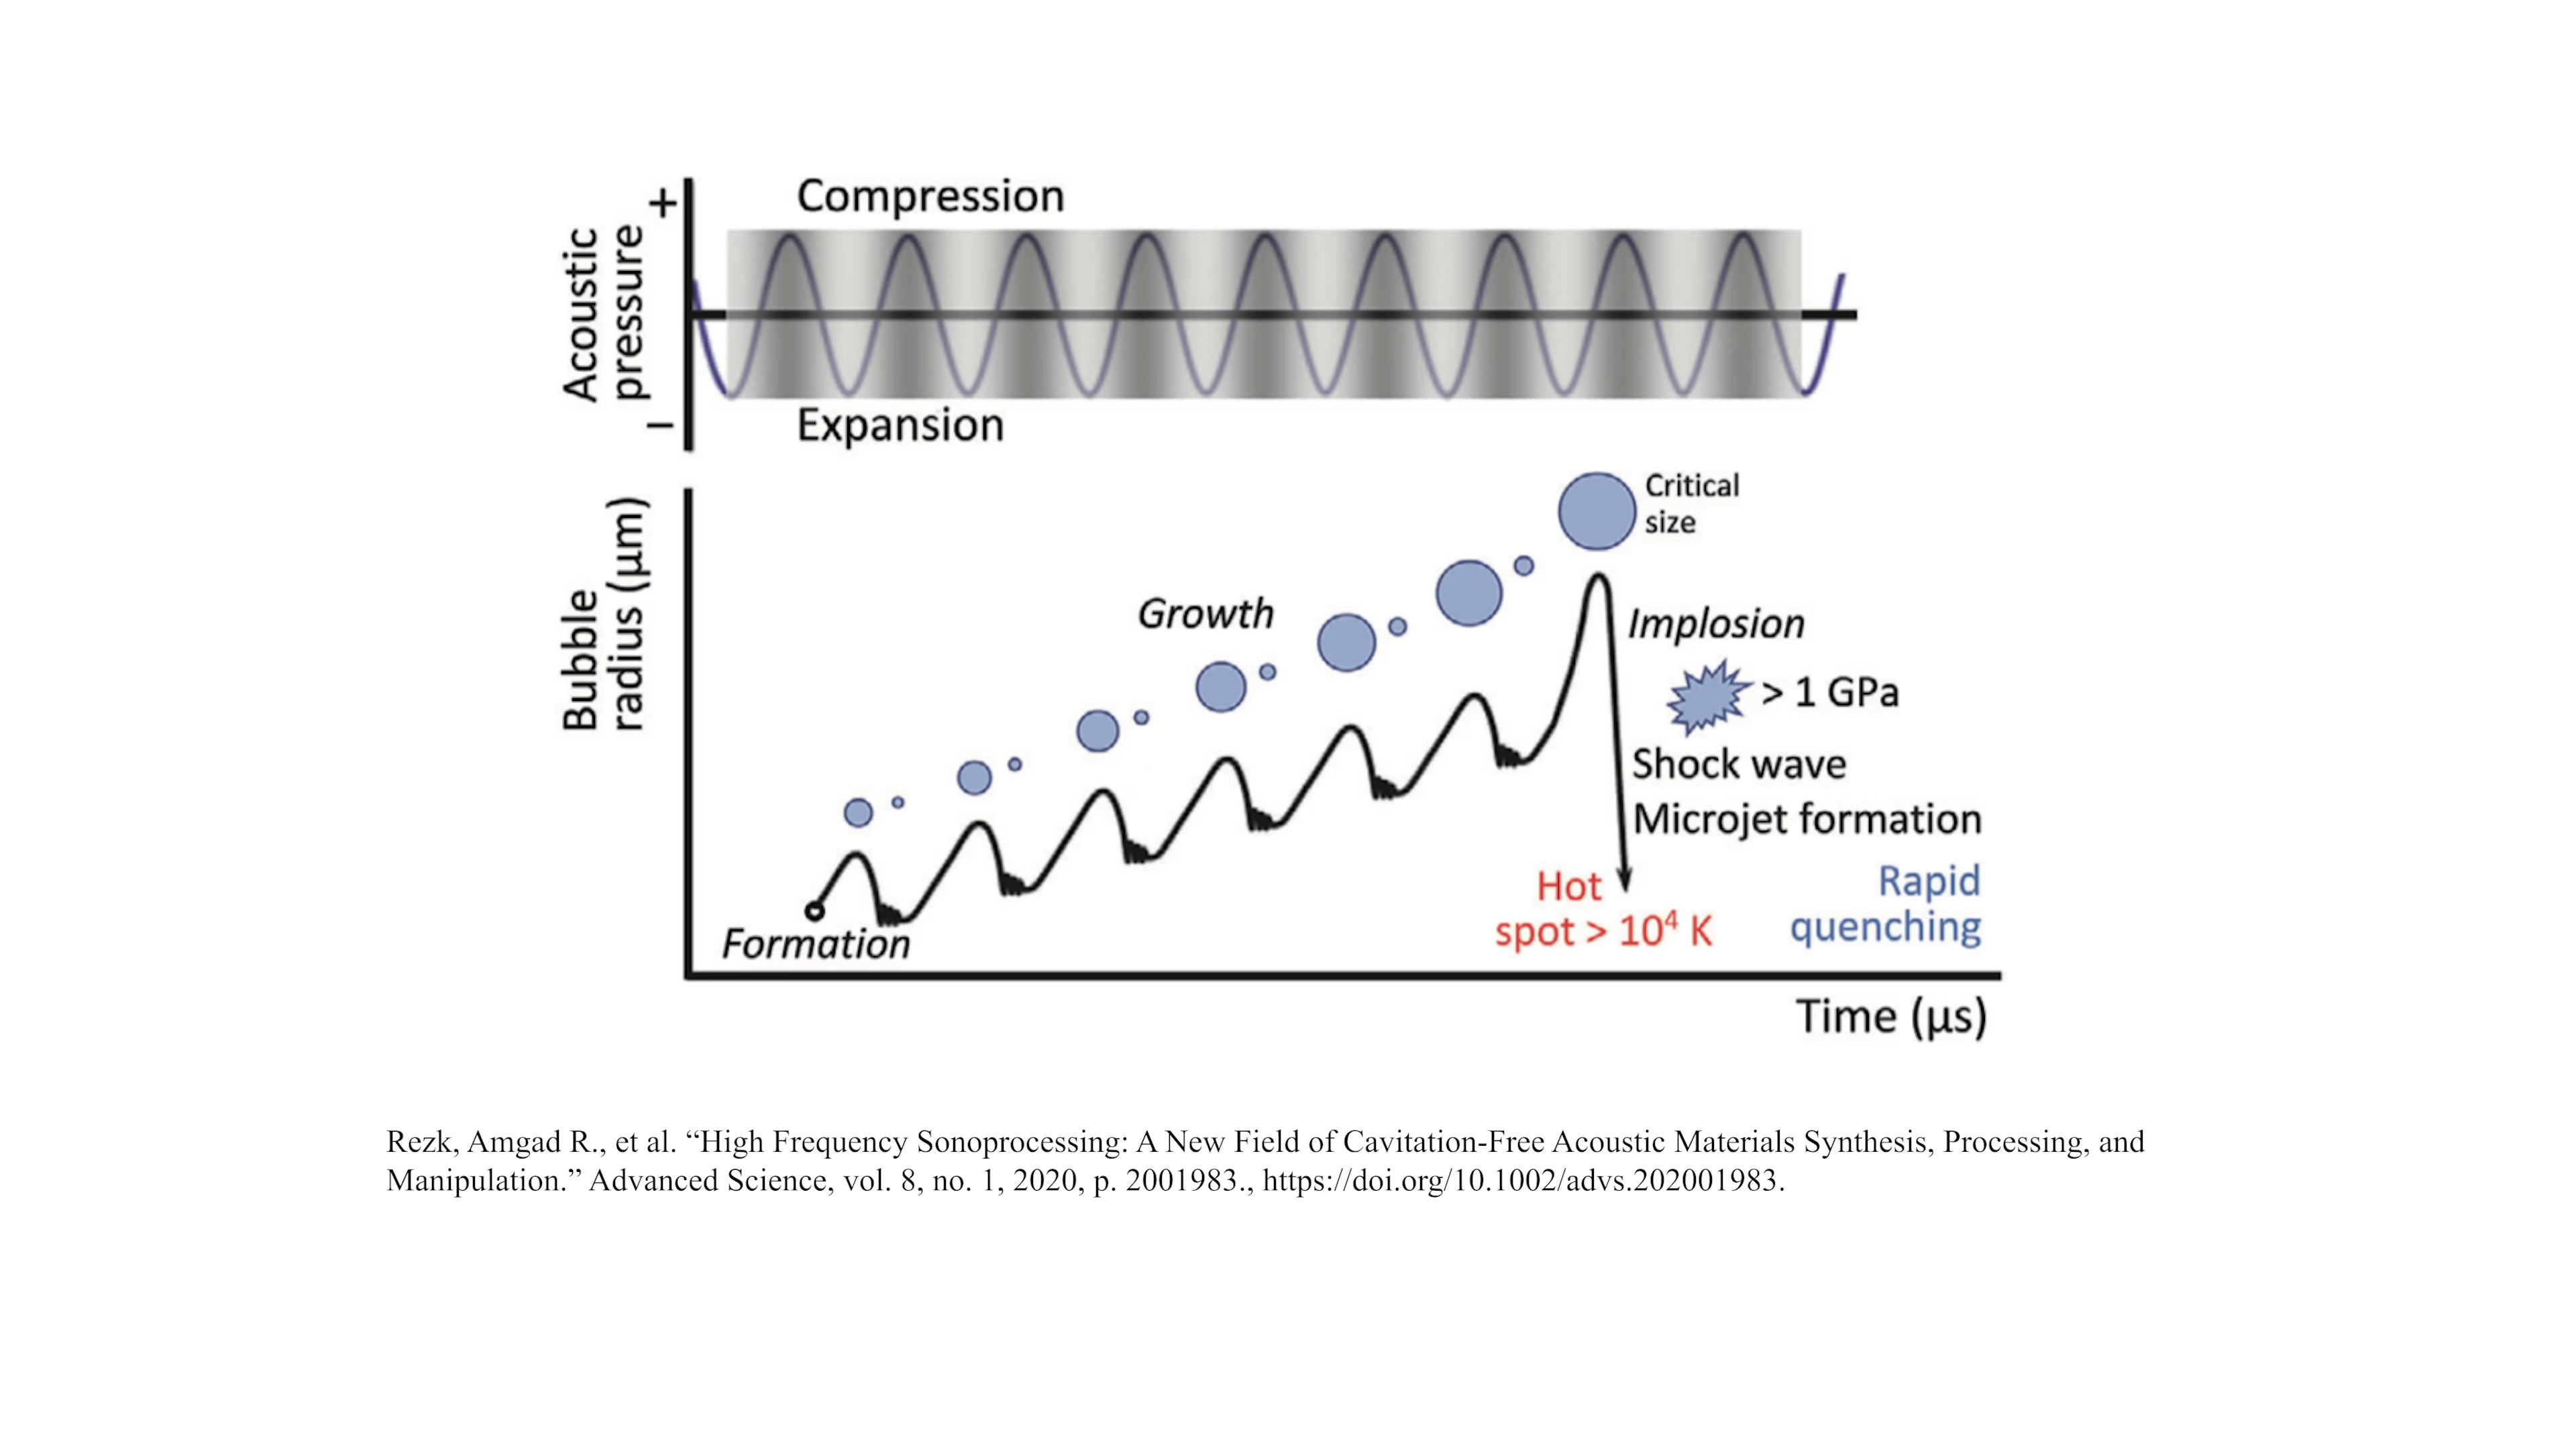 +
Compression
Acoustic
pressure
−
Expansion
Bubble
radius (µm)
Critical
size
Growth
Implosion
> 1 GPa
Shock wave
Microjet formation
Hot
spot > 10⁴ K
Rapid
quenching
Formation
Time (µs)
Rezk, Amgad R., et al. “High Frequency Sonoprocessing: A New Field of Cavitation-Free Acoustic Materials Synthesis, Processing, and
Manipulation.” Advanced Science, vol. 8, no. 1, 2020, p. 2001983., https://doi.org/10.1002/advs.202001983.